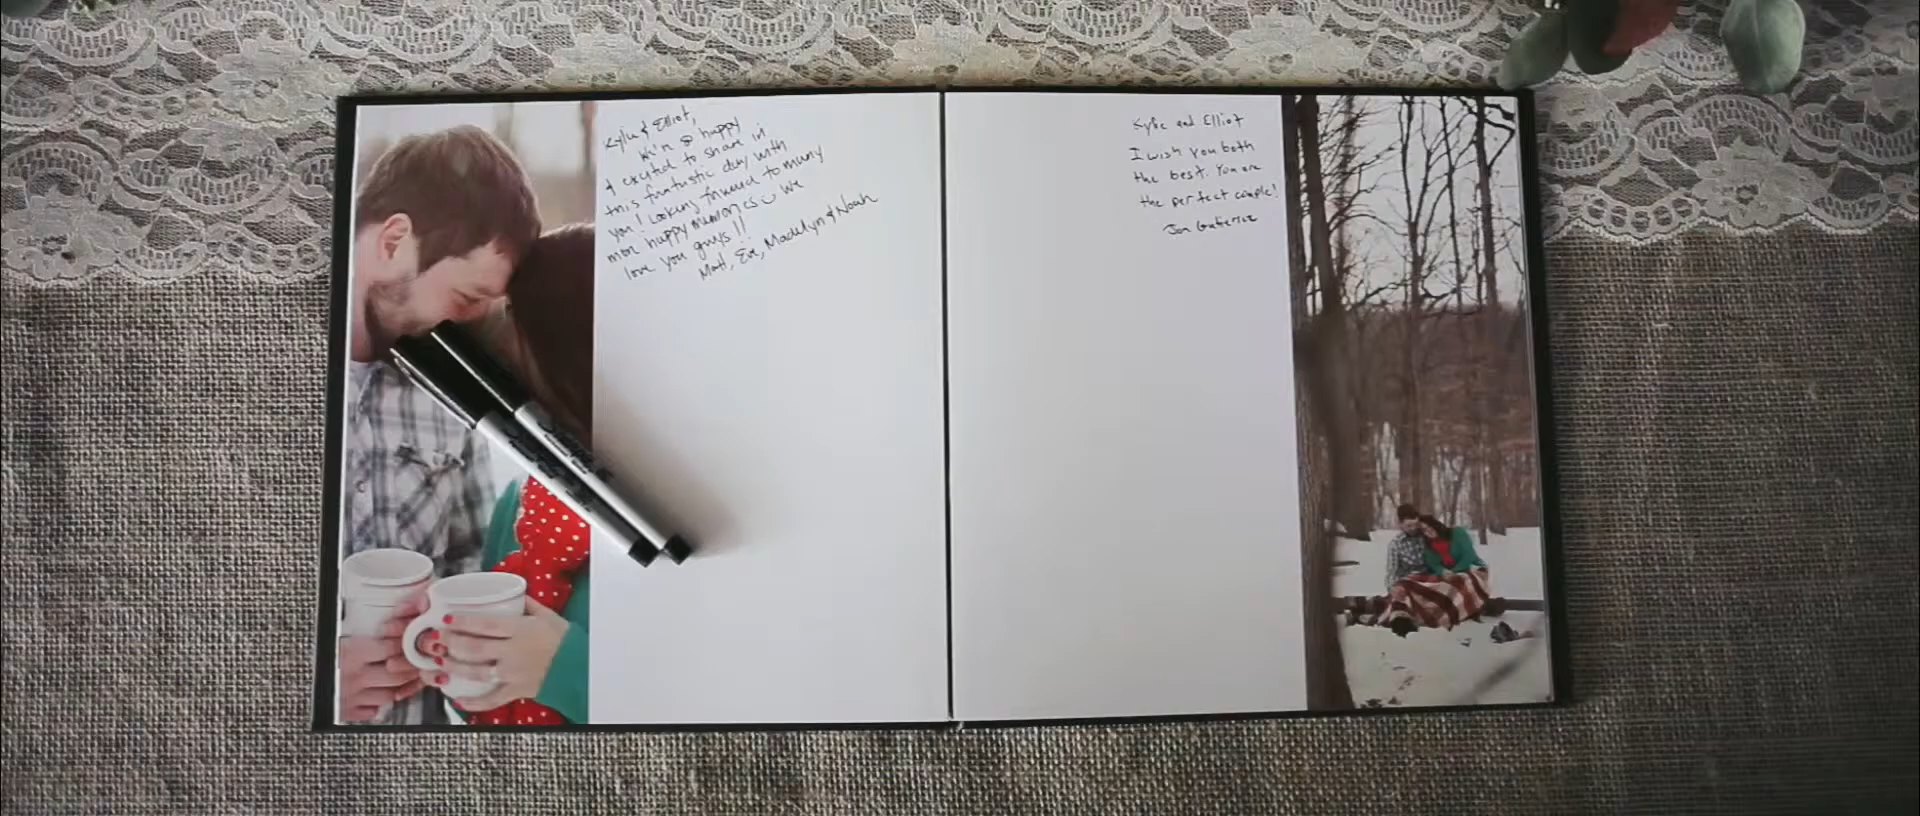 Kylie & Elliot,
We're so happy
& excited to share in
this fantastic day with
you! Looking forward to many
more happy memories we
love you guys!!
Matt, Eve, Madelyn & Noah
Kylie and Elliot
I wish you both
the best. You are
the perfect couple!
Jon